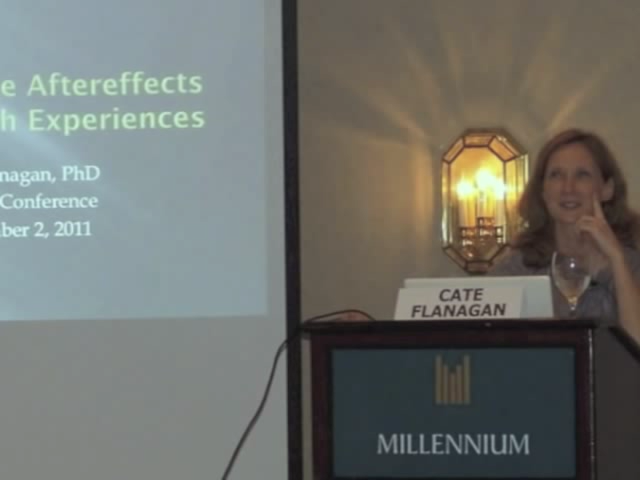 e Aftereffects
h Experiences
nagan, PhD
Conference
ber 2, 2011
CATE
FLANAGAN
MILLENNIUM